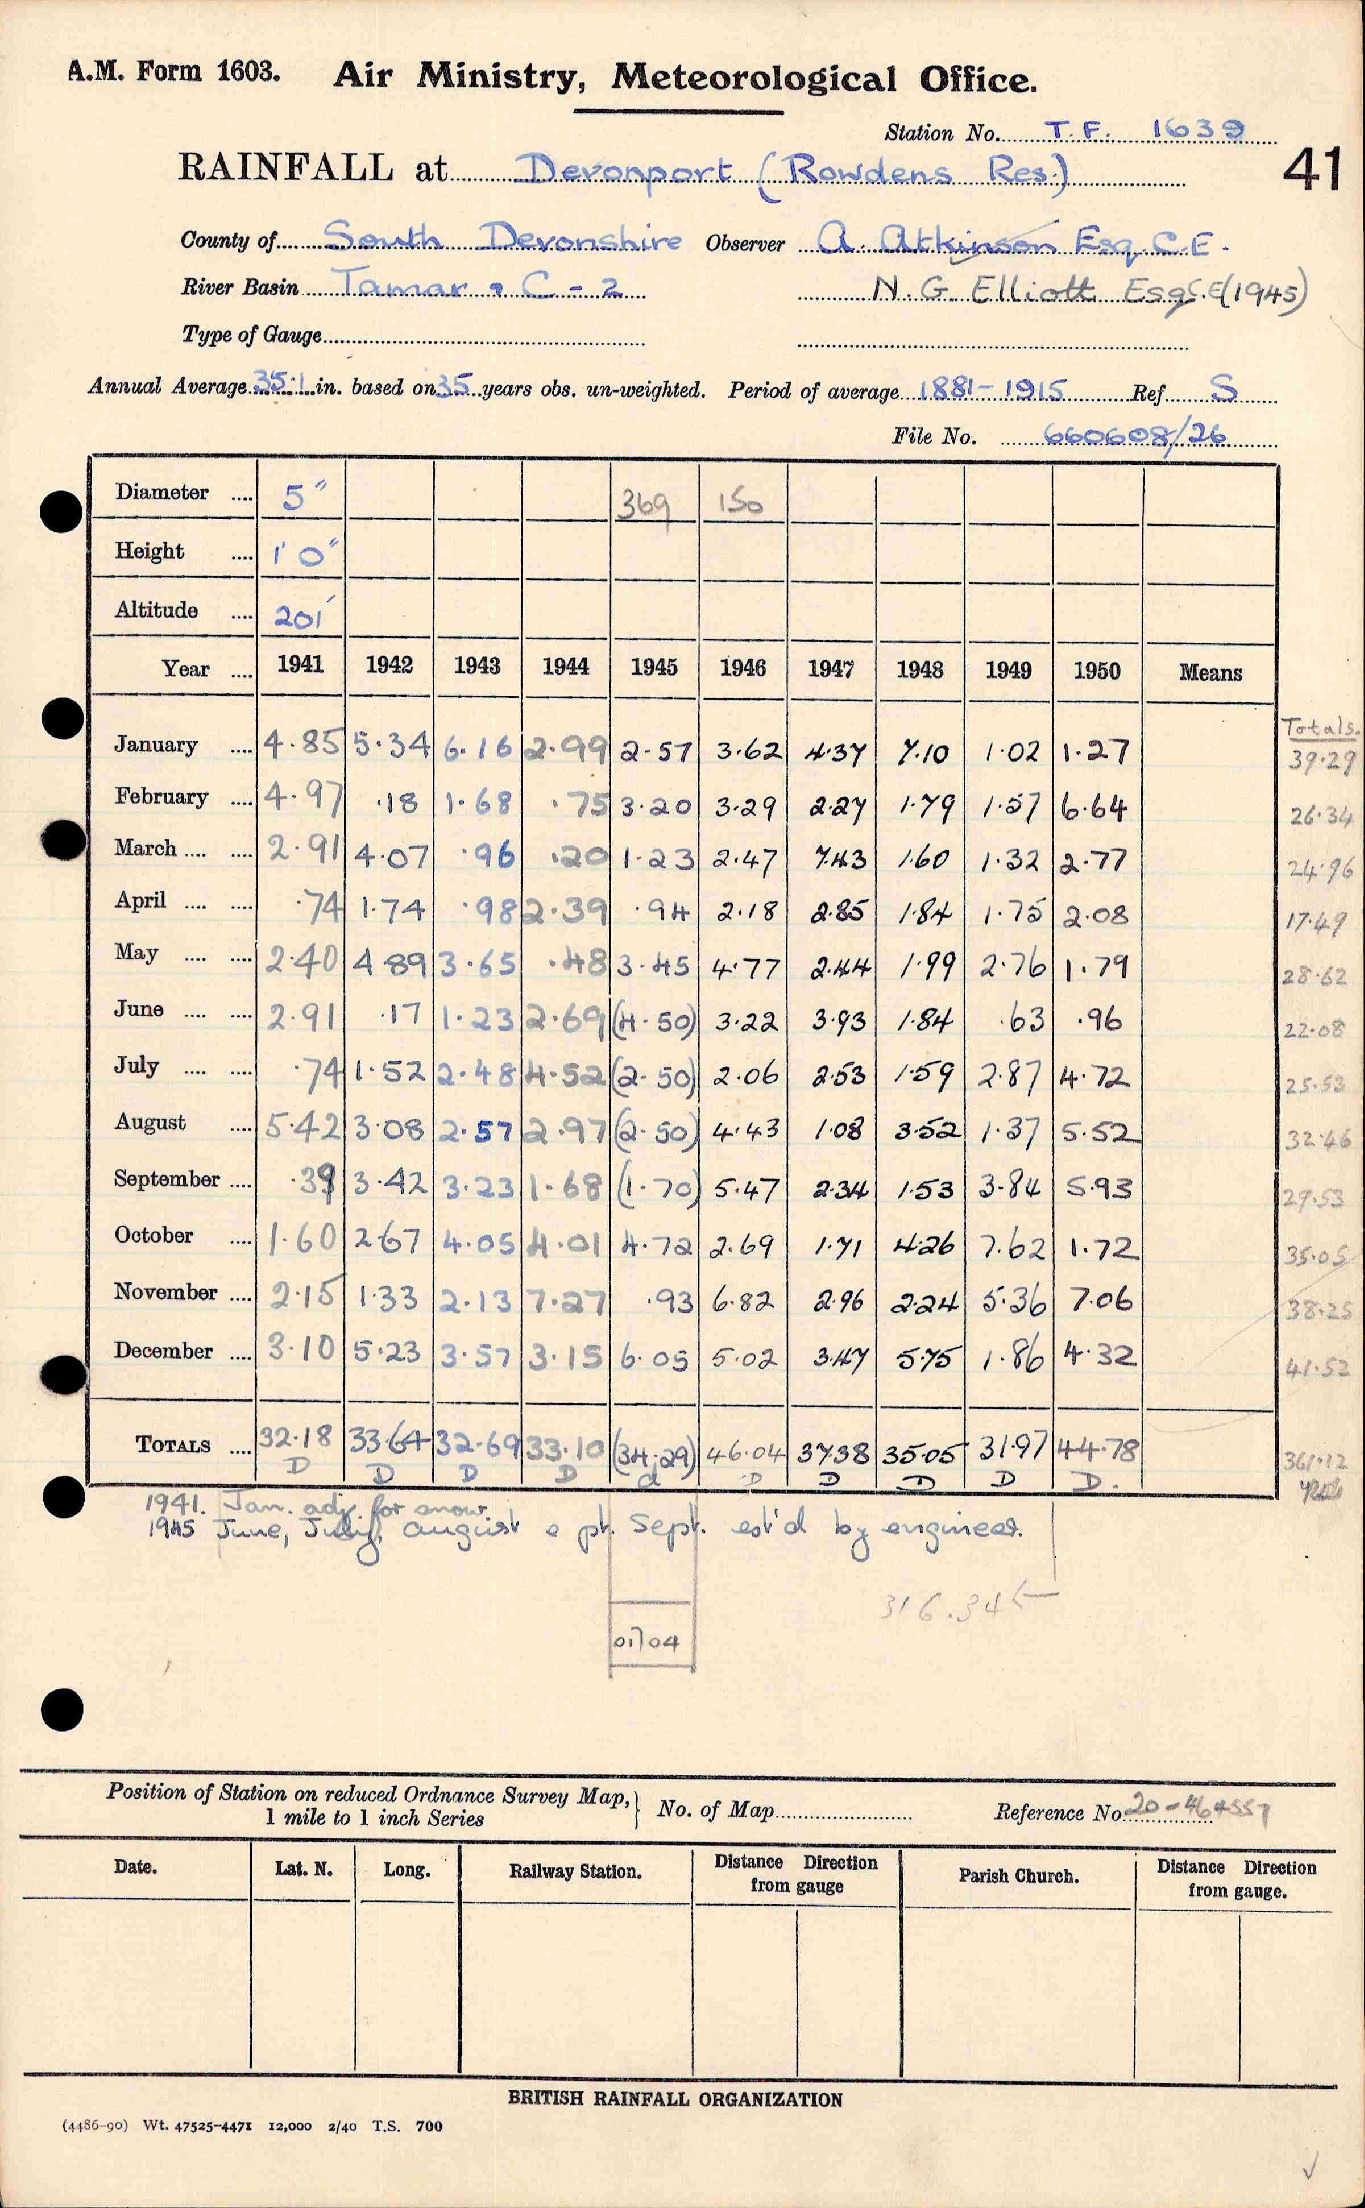 A.M. Form 1603. Air Ministry, Meteorological Office.
Station No. T.F. 1639
RAINFALL at Devonport (Rowdens Res.) 41
County of South Devonshire Observer A. Atkinson Esq. C.E.
River Basin Tamar & C-2 N. G. Elliott Esq C.E (1945)
Type of Gauge
Annual Average 35.1 in. based on 35 years obs. un-weighted. Period of average 1881-1915 Ref S
File No. 660608/26
Diameter .... 5" 369 150
Height .... 1' 0"
Altitude .... 201'
Year .... 1941 1942 1943 1944 1945 1946 1947 1948 1949 1950 Means Totals.
January .... 4.85 5.34 6.16 2.99 2.57 3.62 4.37 7.10 1.02 1.27 39.29
February .... 4.97 .18 1.68 .75 3.20 3.29 2.27 1.79 1.57 6.64 26.34
March .... .... 2.91 4.07 .96 .20 1.23 2.47 7.43 1.60 1.32 2.77 24.96
April .... .... .74 1.74 .98 2.39 .94 2.18 2.85 1.84 1.75 2.08 17.49
May .... .... 2.40 4.89 3.65 .48 3.45 4.77 2.44 1.99 2.76 1.79 28.62
June .... .... 2.91 .17 1.23 2.69 (4.50) 3.22 3.93 1.84 .63 .96 22.08
July .... .... .74 1.52 2.48 4.52 (2.50) 2.06 2.53 1.59 2.87 4.72 25.53
August .... 5.42 3.08 2.57 2.97 (2.50) 4.43 1.08 3.52 1.37 5.52 32.46
September .... .39 3.42 3.23 1.68 (1.70) 5.47 2.34 1.53 3.84 5.93 29.53
October .... 1.60 2.67 4.05 4.01 4.72 2.69 1.71 4.26 7.62 1.72 35.05
November .... 2.15 1.33 2.13 7.27 .93 6.82 2.96 2.24 5.36 7.06 38.25
December .... 3.10 5.23 3.57 3.15 6.05 5.02 3.47 5.75 1.86 4.32 41.52
TOTALS .... 32.18 33.64 32.69 33.10 (34.29) 46.04 37.38 35.05 31.97 44.78 361.12
D D D D d D D D D D.
1941. Jan. adj. for snow.
1945 June, July, August & pt. Sept. est'd by engineer.
316.34 ←
01704
Position of Station on reduced Ordnance Survey Map, 1 mile to 1 inch Series } No. of Map Reference No. 20-464557
Date. Lat. N. Long. Railway Station. Distance Direction from gauge Parish Church. Distance Direction from gauge.
BRITISH RAINFALL ORGANIZATION
(4486-90) Wt. 47525-4471 12,000 2/40 T.S. 700